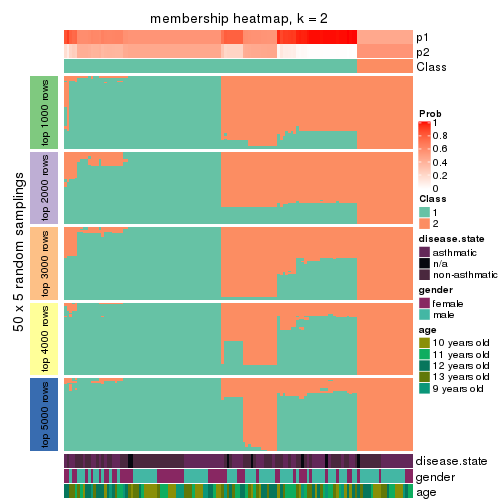 membership heatmap, k = 2
p1
p2
Class
50 x 5 random samplings
top 1000 rows
top 2000 rows
top 3000 rows
top 4000 rows
top 5000 rows
disease.state
gender
age
Prob
1
0.8
0.6
0.4
0.2
0
Class
1
2
disease.state
asthmatic
n/a
non-asthmatic
gender
female
male
age
10 years old
11 years old
12 years old
13 years old
9 years old